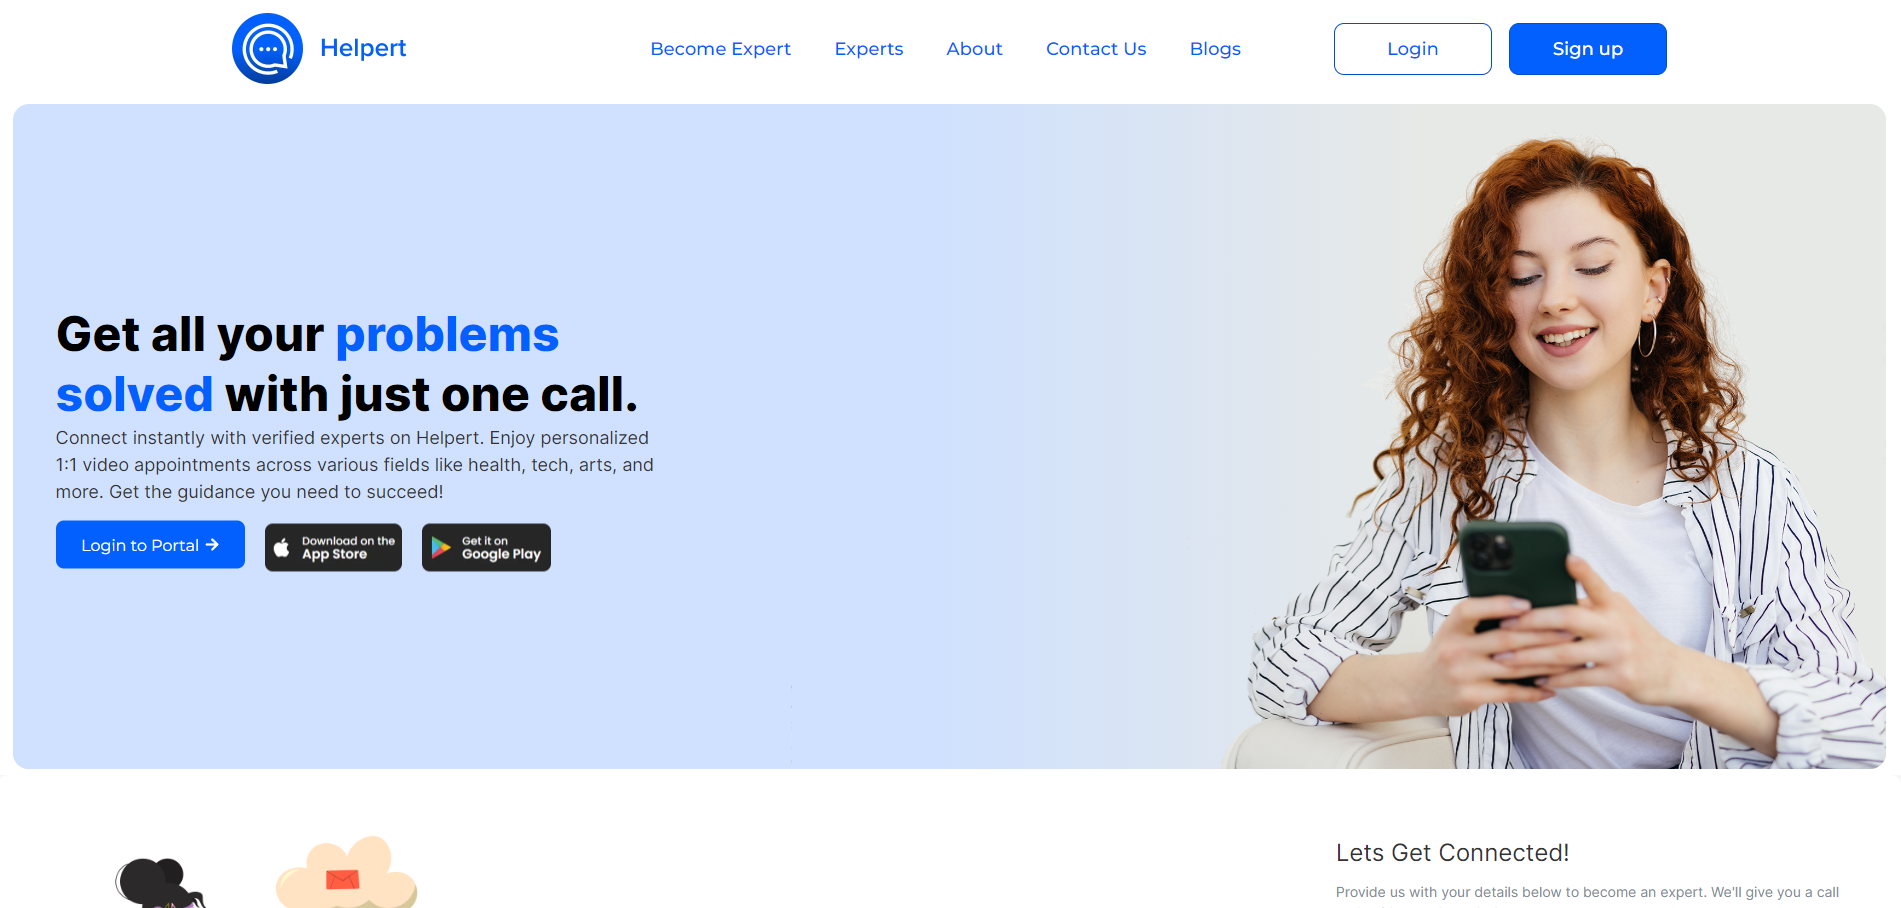 Helpert
Become Expert
Experts
About
Contact Us
Blogs
Login
Sign up
Get all your problems
solved with just one call.
Connect instantly with verified experts on Helpert. Enjoy personalized
1:1 video appointments across various fields like health, tech, arts, and
more. Get the guidance you need to succeed!
Login to Portal
Download on the
App Store
Get it on
Google Play
Lets Get Connected!
Provide us with your details below to become an expert. We'll give you a call